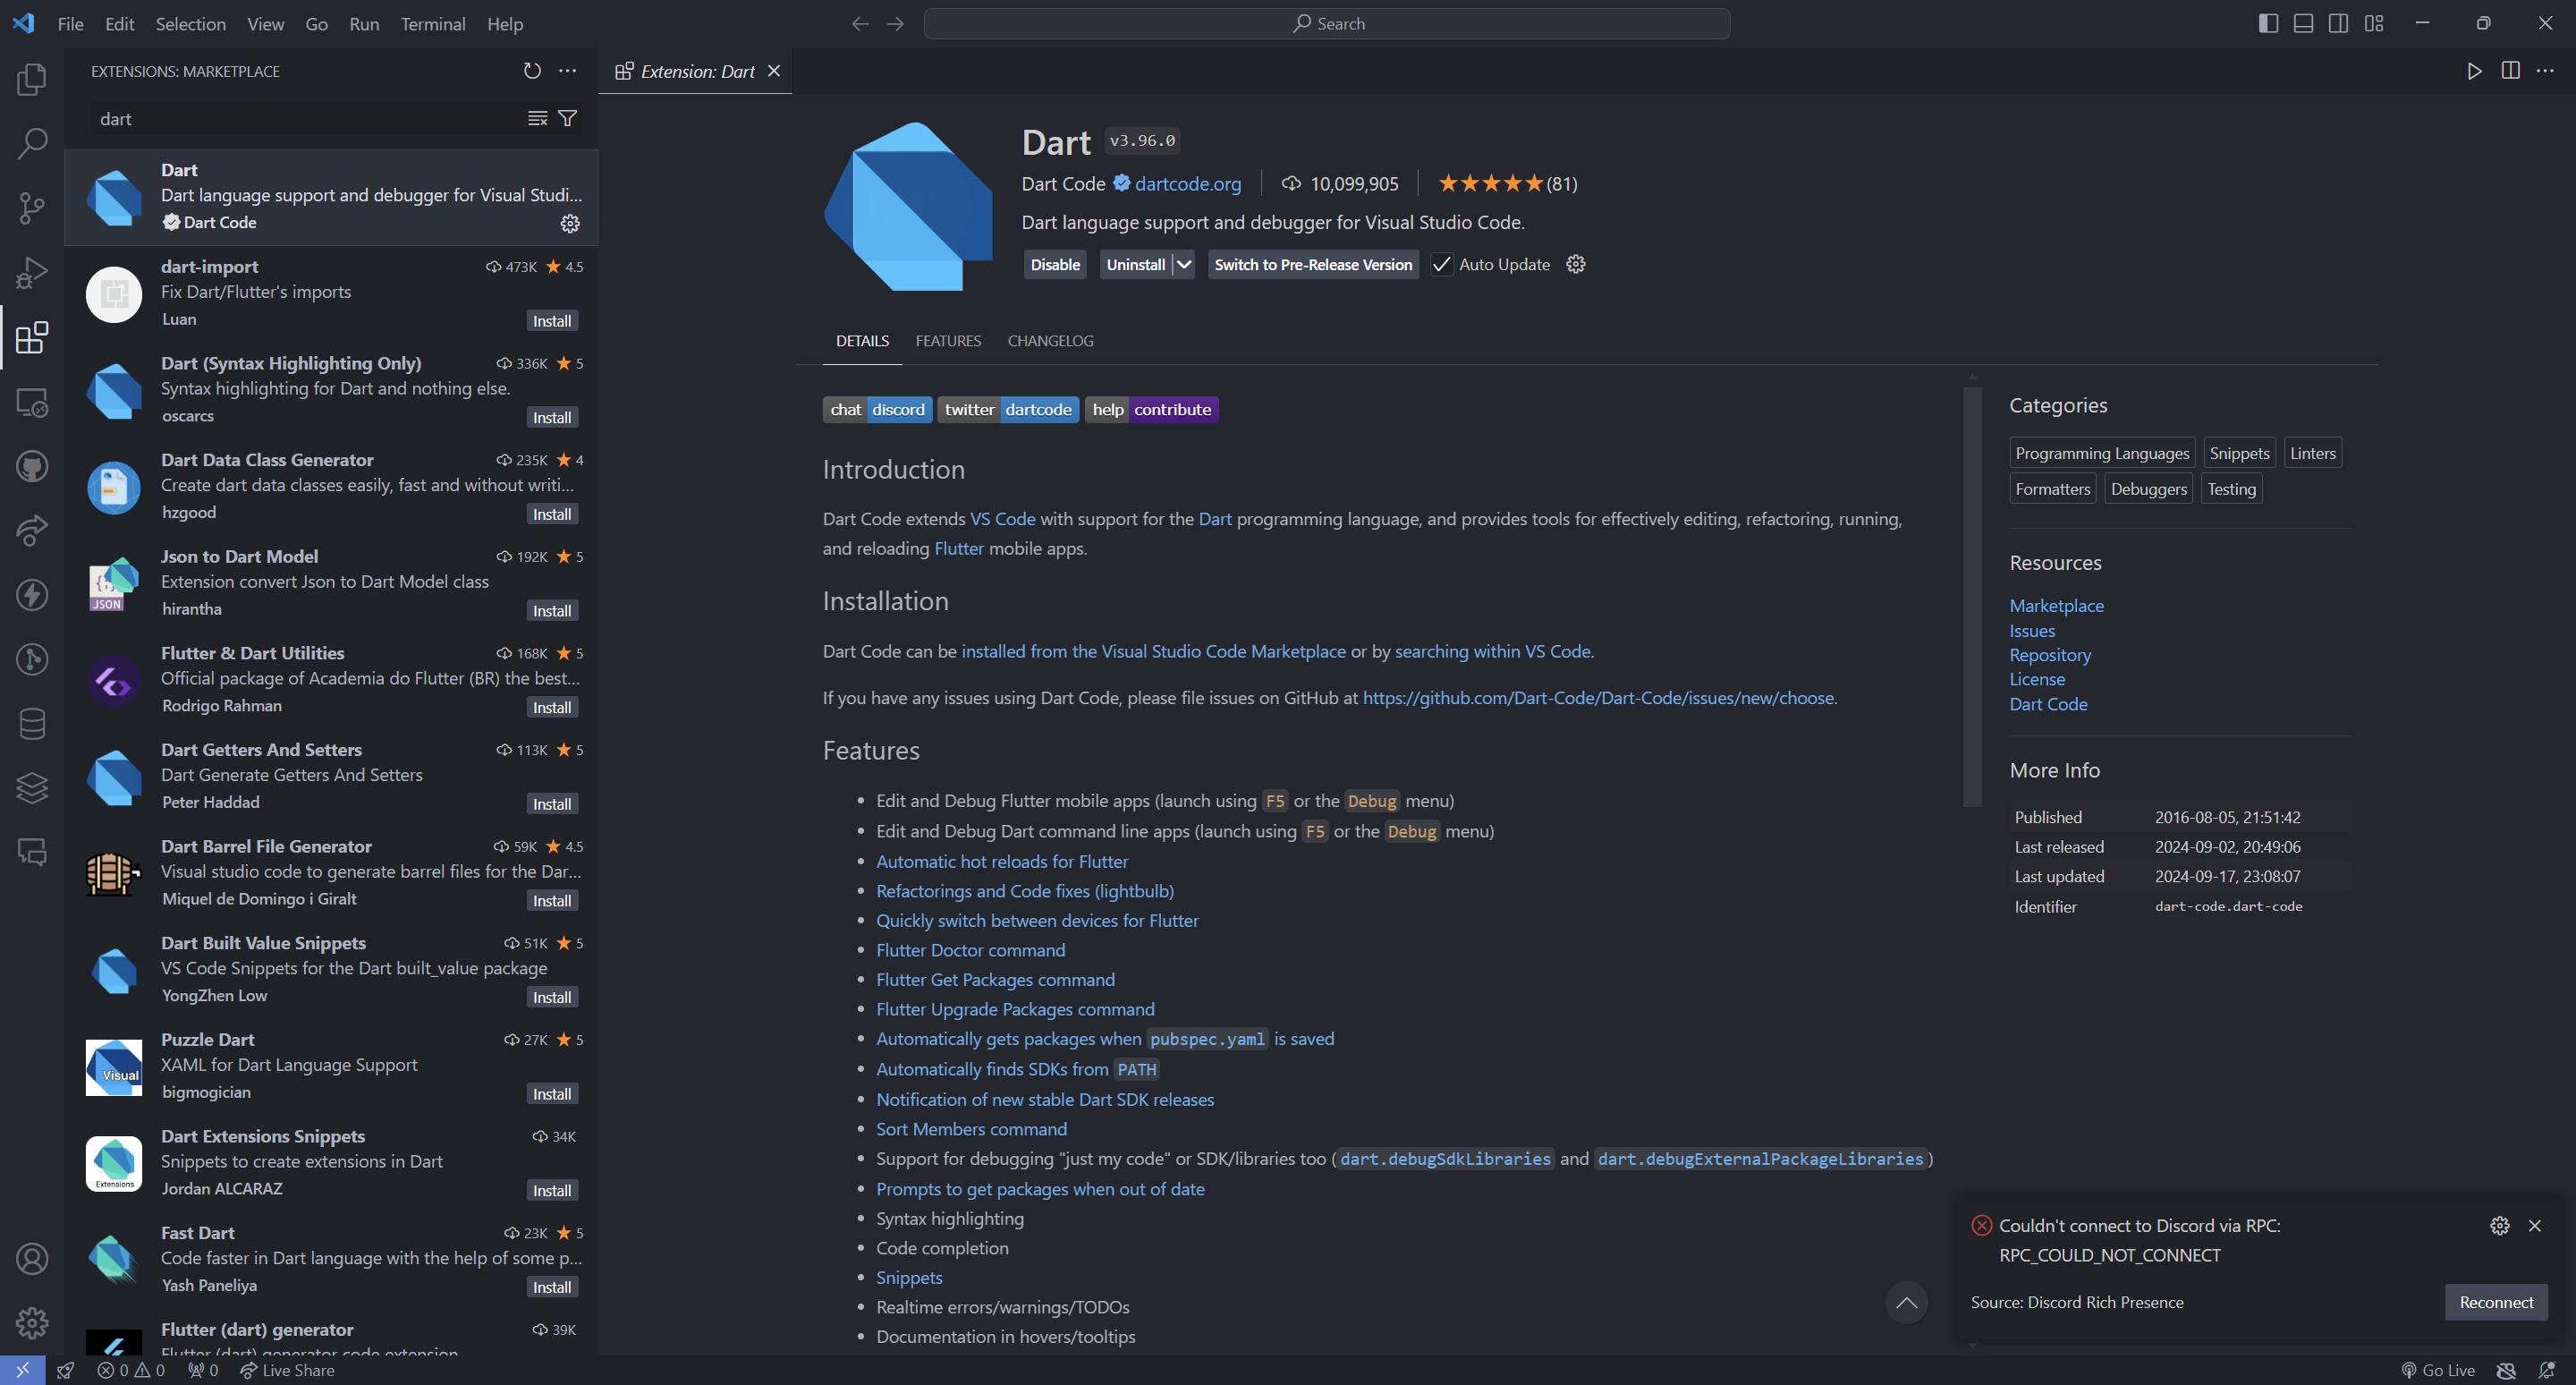 File Edit Selection View Go Run Terminal Help
Search
EXTENSIONS: MARKETPLACE
dart
Dart
Dart language support and debugger for Visual Studi...
Dart Code
dart-import 473K 4.5
Fix Dart/Flutter's imports
Luan Install
Dart (Syntax Highlighting Only) 336K 5
Syntax highlighting for Dart and nothing else.
oscarcs Install
Dart Data Class Generator 235K 4
Create dart data classes easily, fast and without writi...
hzgood Install
Json to Dart Model 192K 5
Extension convert Json to Dart Model class
JSON
hirantha Install
Flutter & Dart Utilities 168K 5
Official package of Academia do Flutter (BR) the best...
Rodrigo Rahman Install
Dart Getters And Setters 113K 5
Dart Generate Getters And Setters
Peter Haddad Install
Dart Barrel File Generator 59K 4.5
Visual studio code to generate barrel files for the Dar...
Miquel de Domingo i Giralt Install
Dart Built Value Snippets 51K 5
VS Code Snippets for the Dart built_value package
YongZhen Low Install
Puzzle Dart 27K 5
XAML for Dart Language Support
Visual
bigmogician Install
Dart Extensions Snippets 34K
Snippets to create extensions in Dart
Extensions
Jordan ALCARAZ Install
Fast Dart 23K 5
Code faster in Dart language with the help of some p...
Yash Paneliya Install
Flutter (dart) generator 39K
Flutter (dart) generator code extension
Extension: Dart
Dart v3.96.0
Dart Code dartcode.org 10,099,905 (81)
Dart language support and debugger for Visual Studio Code.
Disable Uninstall Switch to Pre-Release Version Auto Update
DETAILS FEATURES CHANGELOG
chat discord twitter dartcode help contribute
Introduction
Dart Code extends VS Code with support for the Dart programming language, and provides tools for effectively editing, refactoring, running,
and reloading Flutter mobile apps.
Installation
Dart Code can be installed from the Visual Studio Code Marketplace or by searching within VS Code.
If you have any issues using Dart Code, please file issues on GitHub at https://github.com/Dart-Code/Dart-Code/issues/new/choose.
Features
• Edit and Debug Flutter mobile apps (launch using F5 or the Debug menu)
• Edit and Debug Dart command line apps (launch using F5 or the Debug menu)
• Automatic hot reloads for Flutter
• Refactorings and Code fixes (lightbulb)
• Quickly switch between devices for Flutter
• Flutter Doctor command
• Flutter Get Packages command
• Flutter Upgrade Packages command
• Automatically gets packages when pubspec.yaml is saved
• Automatically finds SDKs from PATH
• Notification of new stable Dart SDK releases
• Sort Members command
• Support for debugging "just my code" or SDK/libraries too (dart.debugSdkLibraries and dart.debugExternalPackageLibraries)
• Prompts to get packages when out of date
• Syntax highlighting
• Code completion
• Snippets
• Realtime errors/warnings/TODOs
• Documentation in hovers/tooltips
Categories
Programming Languages Snippets Linters
Formatters Debuggers Testing
Resources
Marketplace
Issues
Repository
License
Dart Code
More Info
Published 2016-08-05, 21:51:42
Last released 2024-09-02, 20:49:06
Last updated 2024-09-17, 23:08:07
Identifier dart-code.dart-code
Couldn't connect to Discord via RPC:
RPC_COULD_NOT_CONNECT
Source: Discord Rich Presence Reconnect
0 0 0 Live Share Go Live